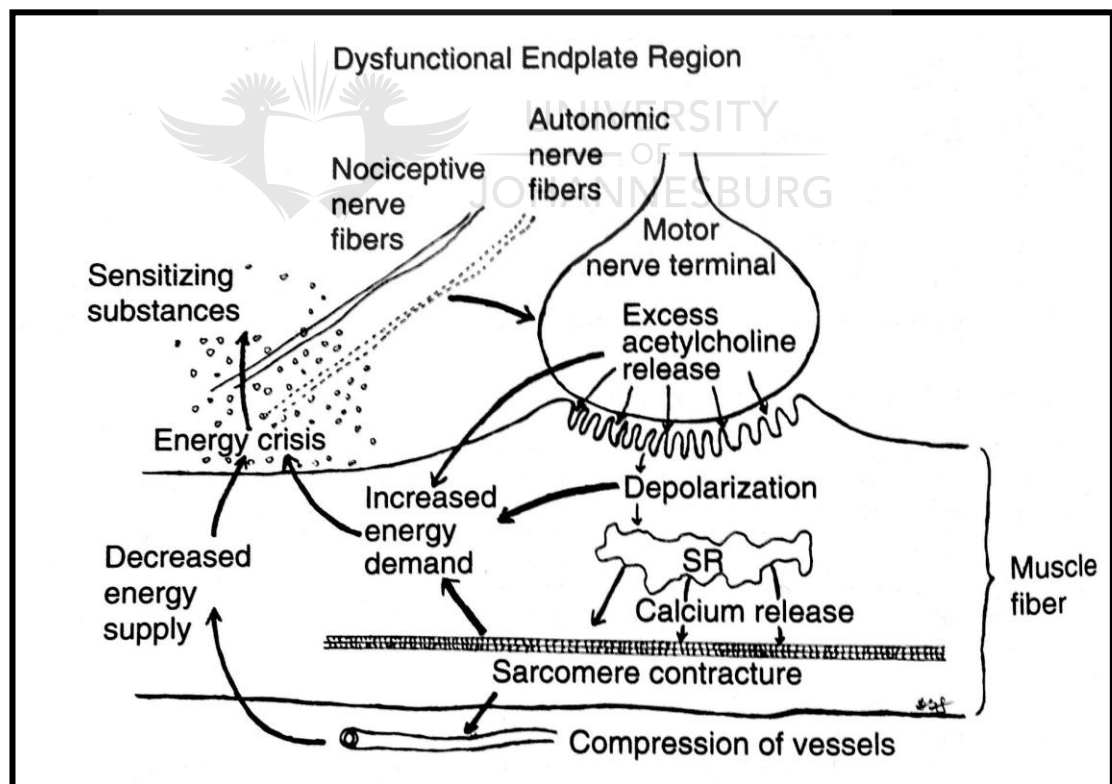 Dysfunctional Endplate Region
UNIVERSITY
OF
JOHANNESBURG
Autonomic
nerve
fibers
Nociceptive
nerve
fibers
Motor
nerve terminal
Sensitizing
substances
Excess
acetylcholine
release
Energy crisis
Depolarization
Increased
energy
demand
SR
Decreased
energy
supply
Calcium release
Muscle
fiber
Sarcomere contracture
Compression of vessels